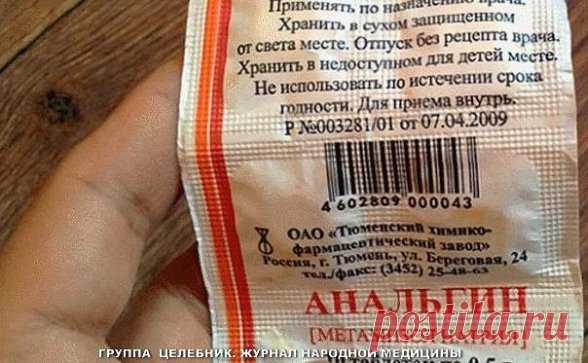 Применять по назначению врача.
Хранить в сухом защищенном
от света месте. Отпуск без рецепта врача.
Хранить в недоступном для детей месте.
Не использовать по истечении срока
годности. Для приема внутрь.
Р №003281/01 от 07.04.2009
4 602809 000043
ОАО «Тюменский химико-
фармацевтический завод»
Россия, г. Тюмень, ул. Береговая, 24
тел./факс: (3452) 25-48-63
АНАЛЬГИН
postila.ru
ГРУППА ЦЕЛЕБНИК. ЖУРНАЛ НАРОДНОЙ МЕДИЦИНЫ